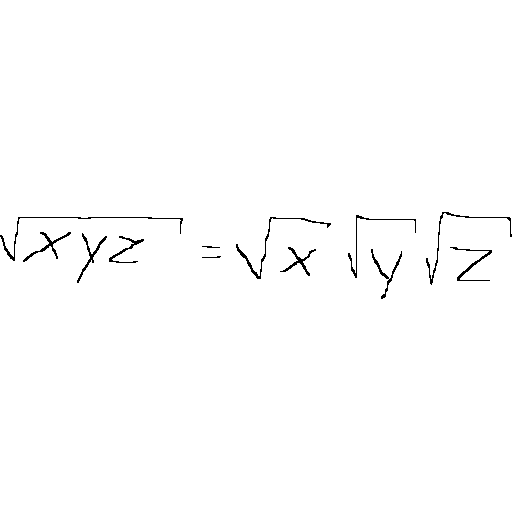 √xyz = √x √y √z